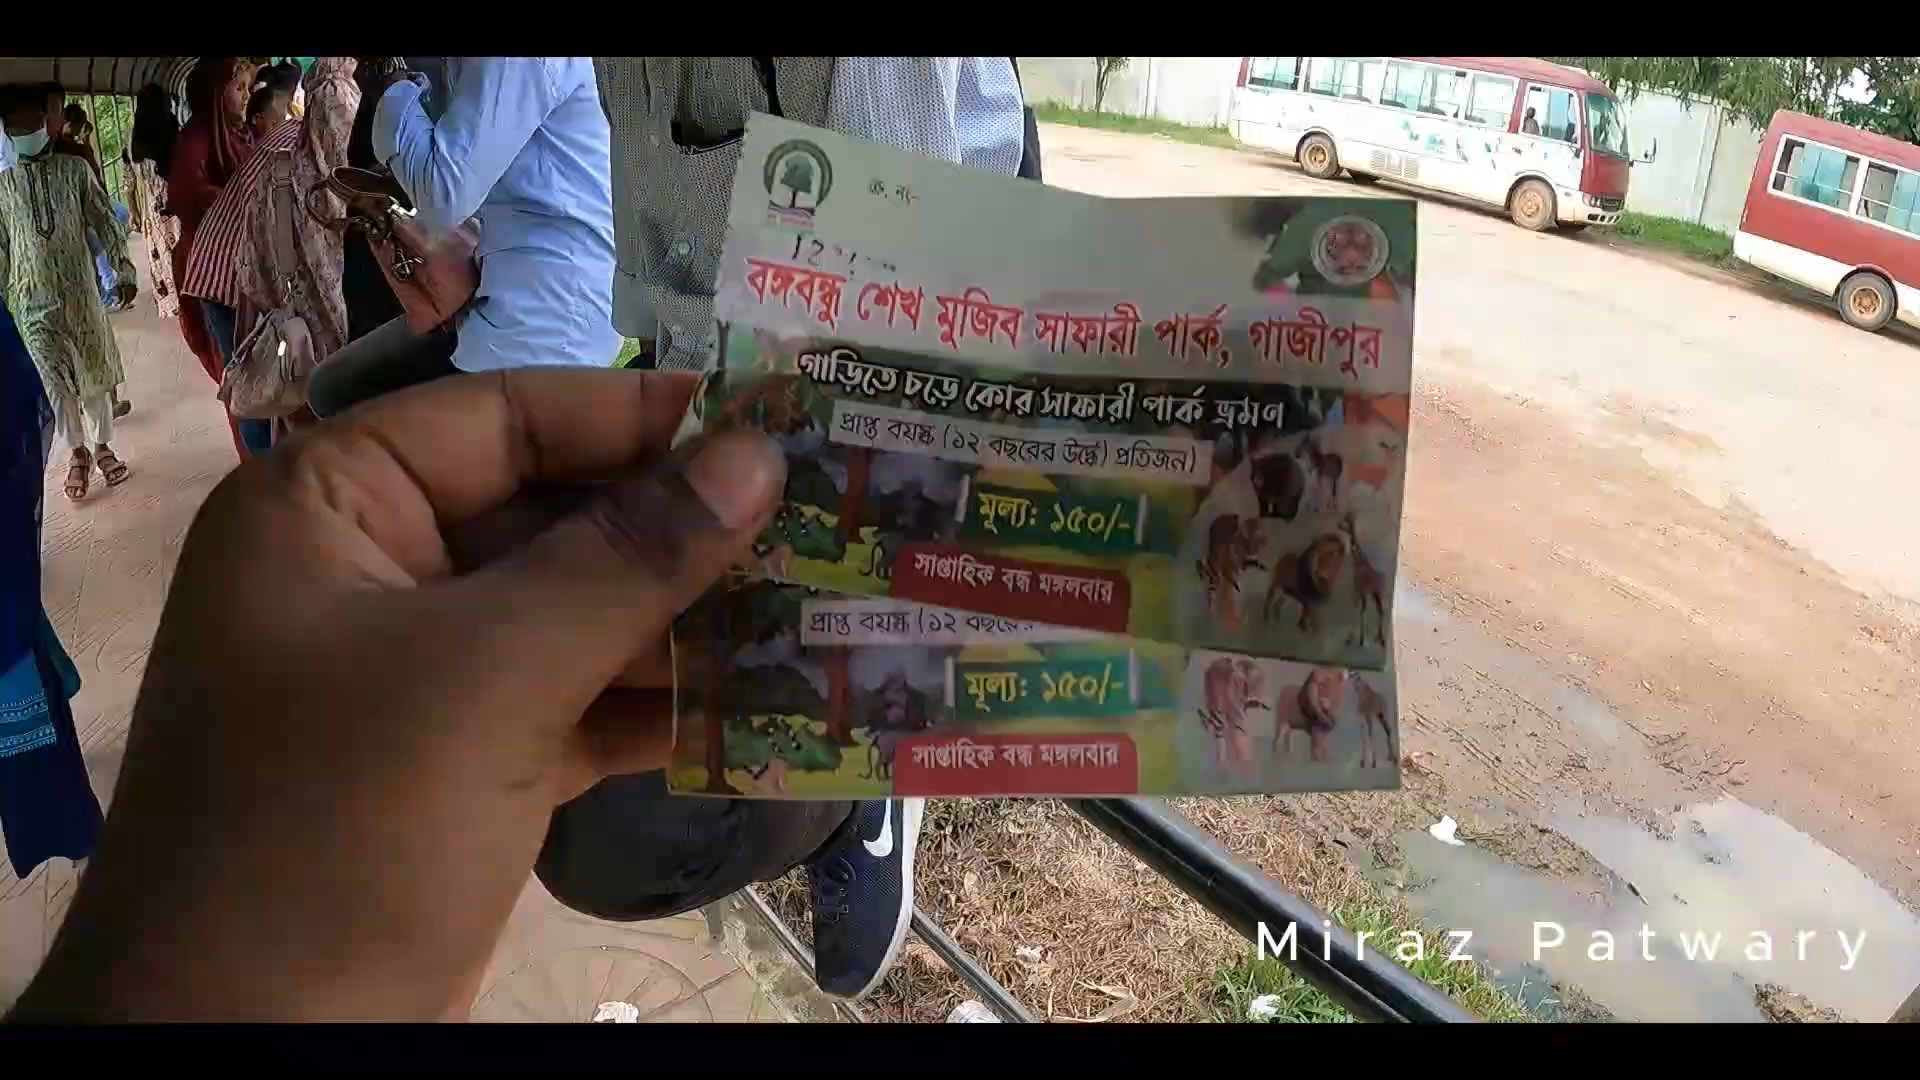 ক্র. নং-
বঙ্গবন্ধু শেখ মুজিব সাফারী পার্ক, গাজীপুর
গাড়িতে চড়ে কোর সাফারী পার্ক ভ্রমণ
প্রাপ্ত বয়স্ক (১২ বছরের উর্দ্ধে) প্রতিজন)
মূল্য: ১৫০/-
সাপ্তাহিক বন্ধ মঙ্গলবার
প্রাপ্ত বয়স্ক (১২ বছরে
মূল্য: ১৫০/-
সাপ্তাহিক বন্ধ মঙ্গলবার
Miraz Patwary